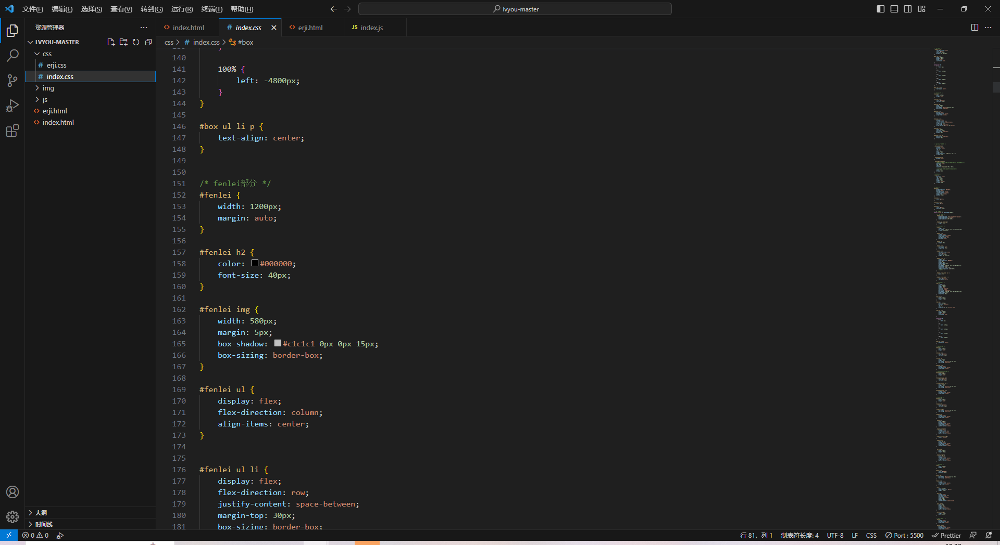 文件(F) 编辑(E) 选择(S) 查看(V) 转到(G) 运行(R) 终端(T) 帮助(H) lvyou-master
资源管理器
index.html index.css erji.html JS index.js
LVYOU-MASTER
css > # index.css > #box
css
# erji.css
# index.css
img
js
erji.html
index.html
140
141 100% {
142 left: -4800px;
143 }
144 }
145
146 #box ul li p {
147 text-align: center;
148 }
149
150
151 /* fenlei部分 */
152 #fenlei {
153 width: 1200px;
154 margin: auto;
155 }
156
157 #fenlei h2 {
158 color: #000000;
159 font-size: 40px;
160 }
161
162 #fenlei img {
163 width: 580px;
164 margin: 5px;
165 box-shadow: #c1c1c1 0px 0px 15px;
166 box-sizing: border-box;
167 }
168
169 #fenlei ul {
170 display: flex;
171 flex-direction: column;
172 align-items: center;
173 }
174
175
176 #fenlei ul li {
177 display: flex;
178 flex-direction: row;
179 justify-content: space-between;
180 margin-top: 30px;
181 box-sizing: border-box;
大纲
时间线
0 0 行 81，列 1 制表符长度: 4 UTF-8 LF CSS Port : 5500 Prettier